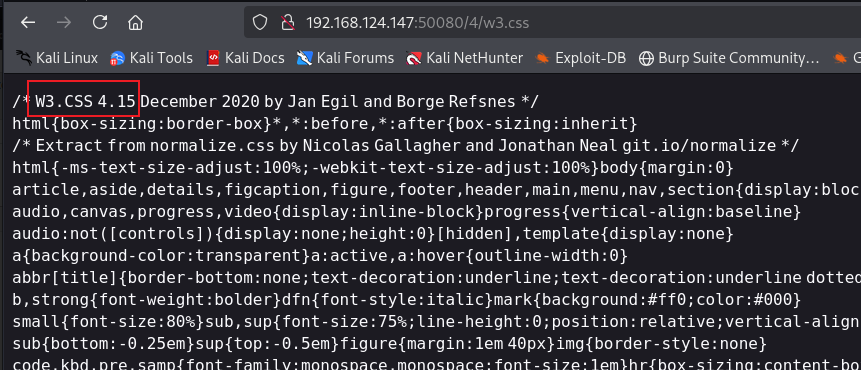 192.168.124.147:50080/4/w3.css
Kali Linux Kali Tools Kali Docs Kali Forums Kali NetHunter Exploit-DB Burp Suite Community… G
/* W3.CSS 4.15 December 2020 by Jan Egil and Borge Refsnes */
html{box-sizing:border-box}*,*:before,*:after{box-sizing:inherit}
/* Extract from normalize.css by Nicolas Gallagher and Jonathan Neal git.io/normalize */
html{-ms-text-size-adjust:100%;-webkit-text-size-adjust:100%}body{margin:0}
article,aside,details,figcaption,figure,footer,header,main,menu,nav,section{display:bloc
audio,canvas,progress,video{display:inline-block}progress{vertical-align:baseline}
audio:not([controls]){display:none;height:0}[hidden],template{display:none}
a{background-color:transparent}a:active,a:hover{outline-width:0}
abbr[title]{border-bottom:none;text-decoration:underline;text-decoration:underline dotted
b,strong{font-weight:bolder}dfn{font-style:italic}mark{background:#ff0;color:#000}
small{font-size:80%}sub,sup{font-size:75%;line-height:0;position:relative;vertical-align
sub{bottom:-0.25em}sup{top:-0.5em}figure{margin:1em 40px}img{border-style:none}
code,kbd,pre,samp{font-family:monospace,monospace;font-size:1em}hr{box-sizing:content-bo